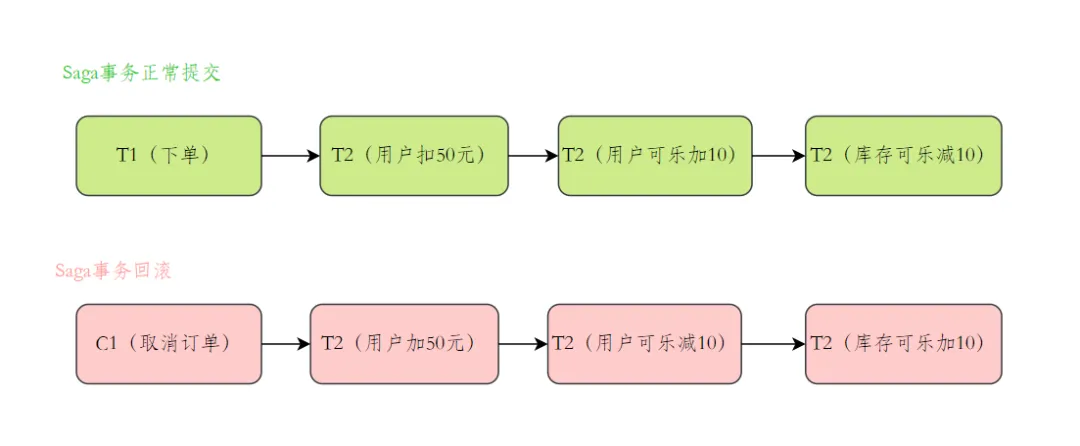 Saga事务正常提交
T1（下单）
T2（用户扣50元）
T2（用户可乐加10）
T2（库存可乐减10）
Saga事务回滚
C1（取消订单）
T2（用户加50元）
T2（用户可乐减10）
T2（库存可乐加10）